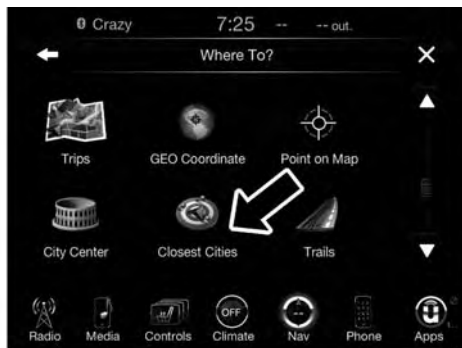 Crazy 7:25 -- -- out.
Where To?
Trips GEO Coordinate Point on Map
City Center Closest Cities Trails
OFF
--
Radio Media Controls Climate Nav Phone Apps